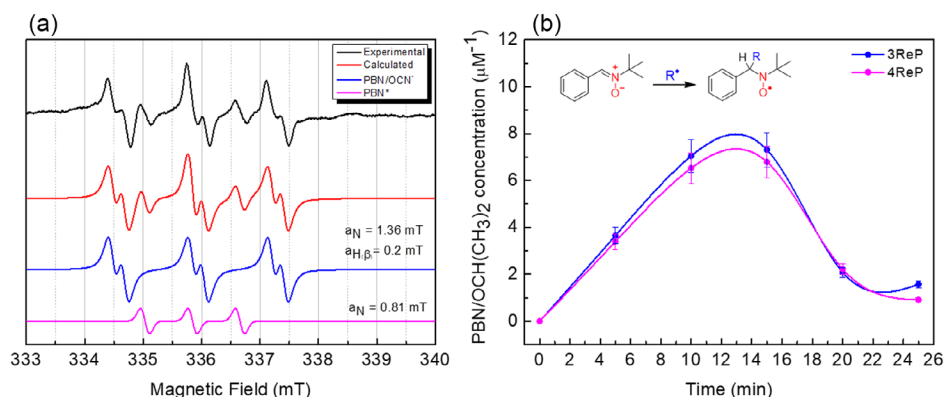 (a)
Experimental
Calculated
PBN/OCN
PBN*
aN = 1.36 mT
aH(β) = 0.2 mT
aN = 0.81 mT
333 334 335 336 337 338 339 340
Magnetic Field (mT)
(b)
PBN/OCH(CH3)2 concentration (μM-1)
12
10
8
6
4
2
0
3ReP
4ReP
N+
O-
R•
H R
N
O•
0 2 4 6 8 10 12 14 16 18 20 22 24 26
Time (min)